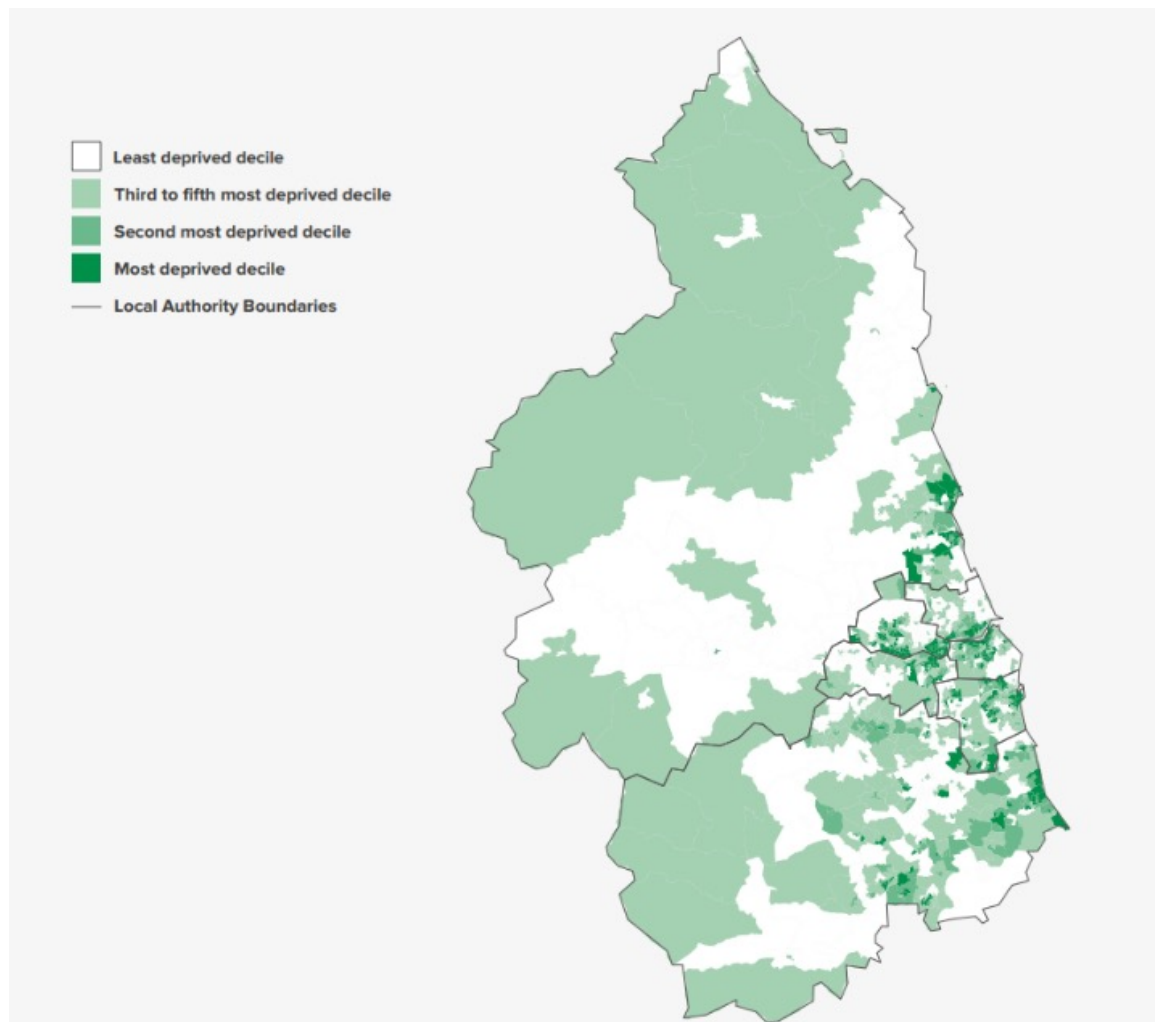 Least deprived decile
Third to fifth most deprived decile
Second most deprived decile
Most deprived decile
Local Authority Boundaries